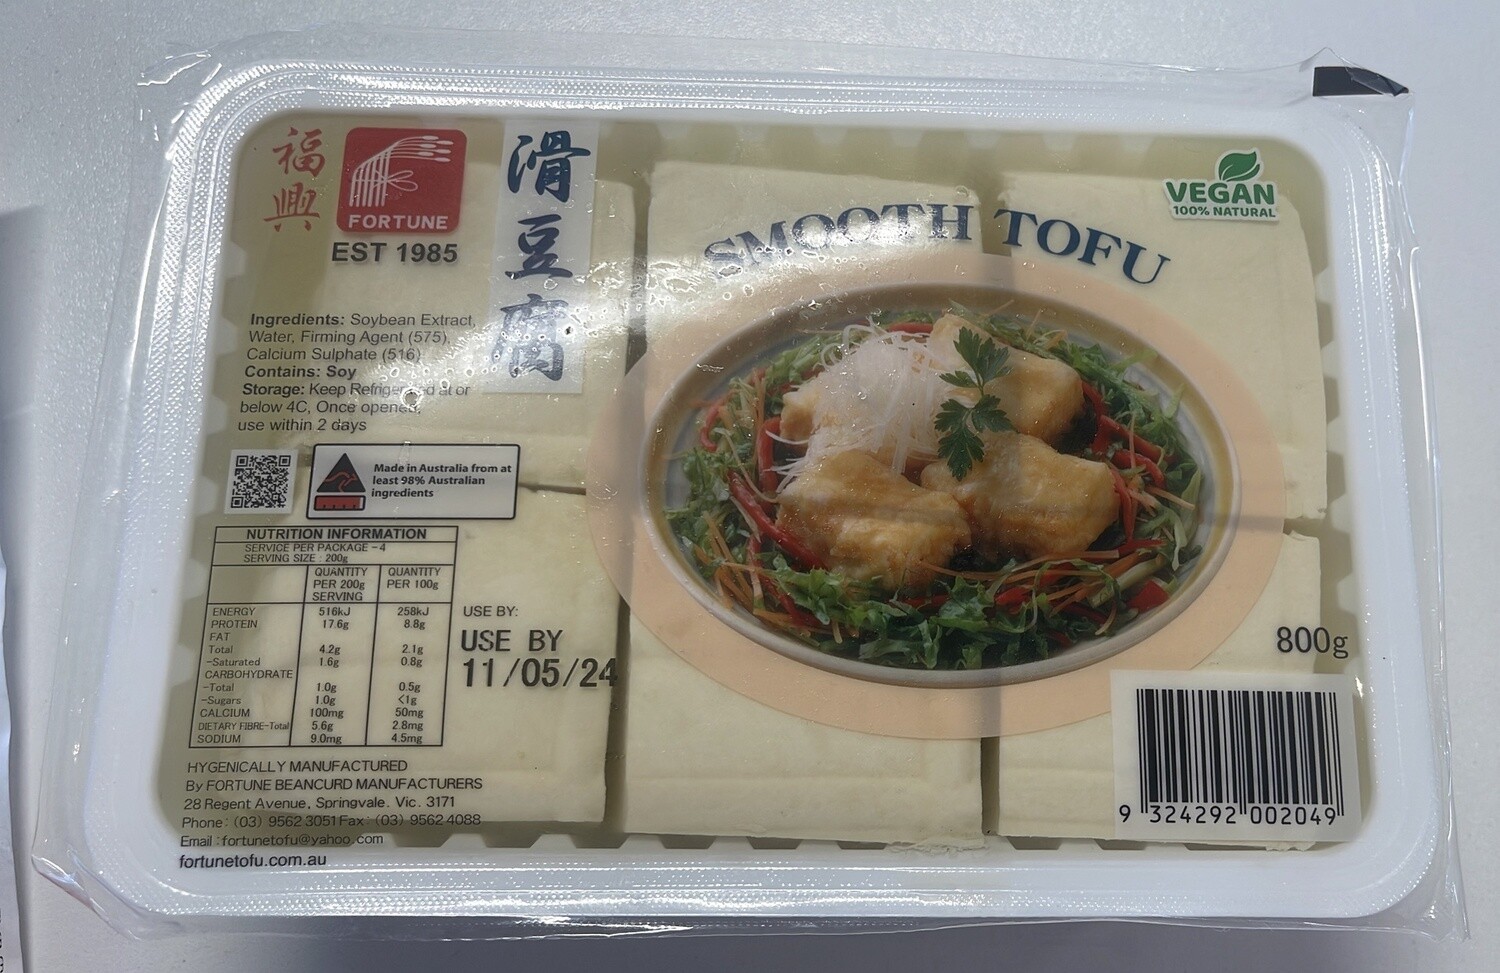 福興
FORTUNE
EST 1985
滑豆腐
SMOOTH TOFU
VEGAN
100% NATURAL
Ingredients: Soybean Extract,
Water, Firming Agent (575),
Calcium Sulphate (516)
Contains: Soy
Storage: Keep Refrigerated at or
below 4C, Once opened,
use within 2 days
Made in Australia from at
least 98% Australian
ingredients
NUTRITION INFORMATION
SERVICE PER PACKAGE - 4
SERVING SIZE : 200g
QUANTITY PER 200g SERVING QUANTITY PER 100g
ENERGY 516kJ 258kJ
PROTEIN 17.6g 8.8g
FAT
Total 4.2g 2.1g
-Saturated 1.6g 0.8g
CARBOHYDRATE
-Total 1.0g 0.5g
-Sugars 1.0g <1g
CALCIUM 100mg 50mg
DIETARY FIBRE-Total 5.6g 2.8mg
SODIUM 9.0mg 4.5mg
USE BY:
USE BY
11/05/24
HYGENICALLY MANUFACTURED
By FORTUNE BEANCURD MANUFACTURERS
28 Regent Avenue, Springvale. Vic. 3171
Phone: (03) 9562 3051 Fax: (03) 9562 4088
Email :fortunetofu@yahoo.com
fortunetofu.com.au
800g
9 324292 002049